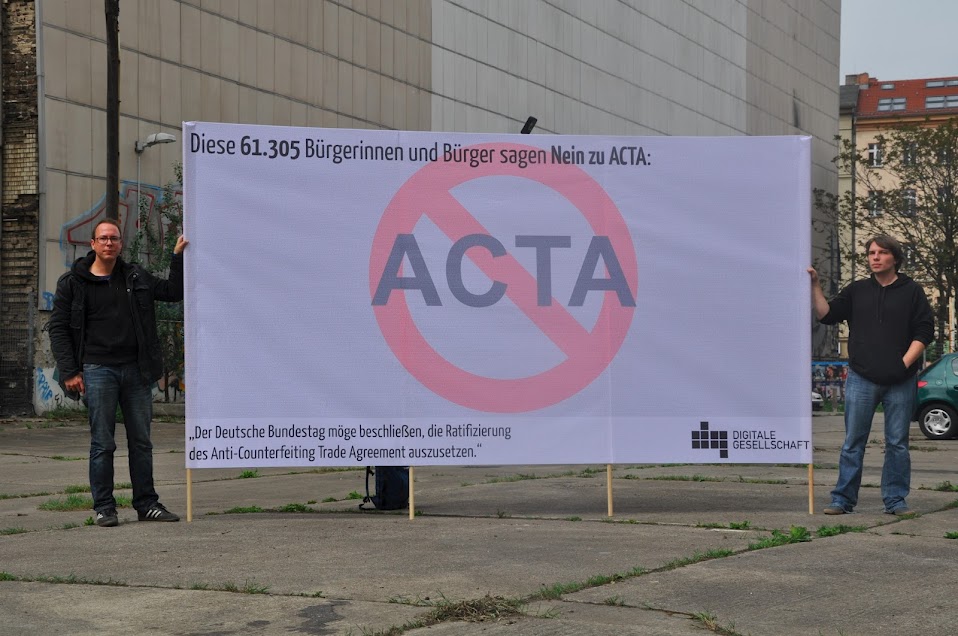 Diese 61.305 Bürgerinnen und Bürger sagen Nein zu ACTA:
ACTA
„Der Deutsche Bundestag möge beschließen, die Ratifizierung
des Anti-Counterfeiting Trade Agreement auszusetzen.“
DIGITALE
GESELLSCHAFT